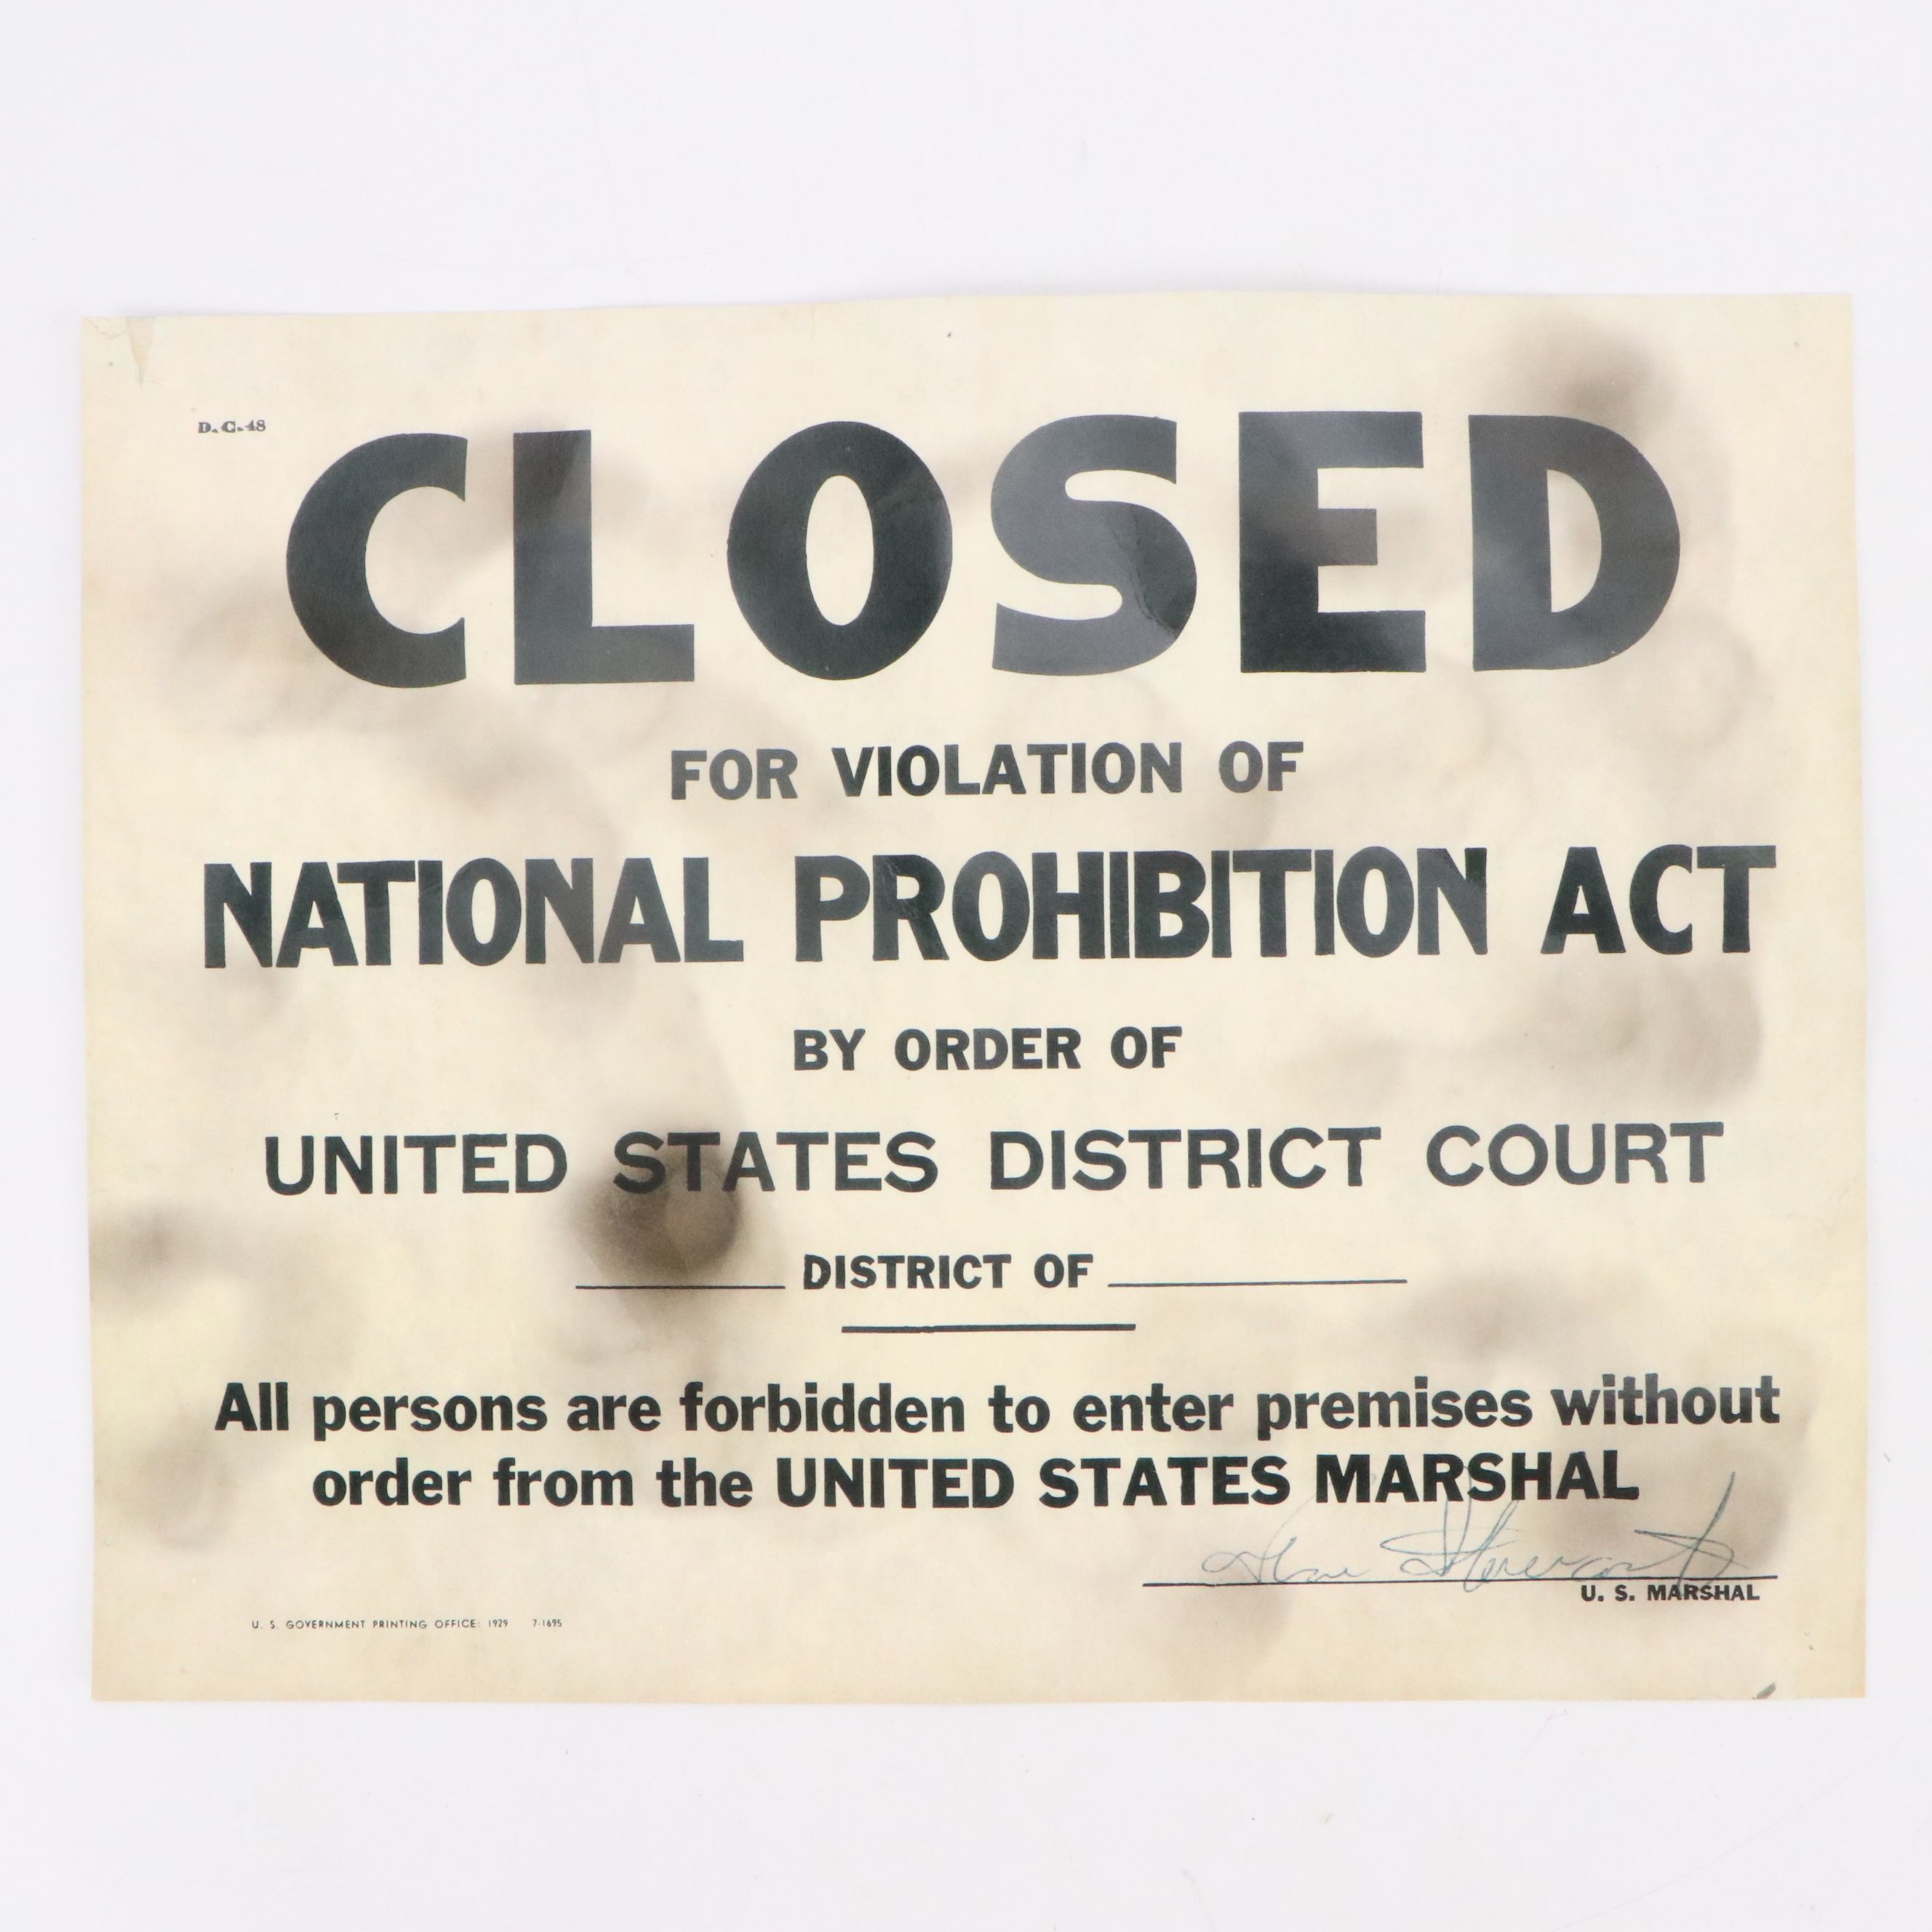 D. C. 48
CLOSED
FOR VIOLATION OF
NATIONAL PROHIBITION ACT
BY ORDER OF
UNITED STATES DISTRICT COURT
DISTRICT OF
All persons are forbidden to enter premises without
order from the UNITED STATES MARSHAL
U. S. MARSHAL
U. S. GOVERNMENT PRINTING OFFICE: 1929 7-1695